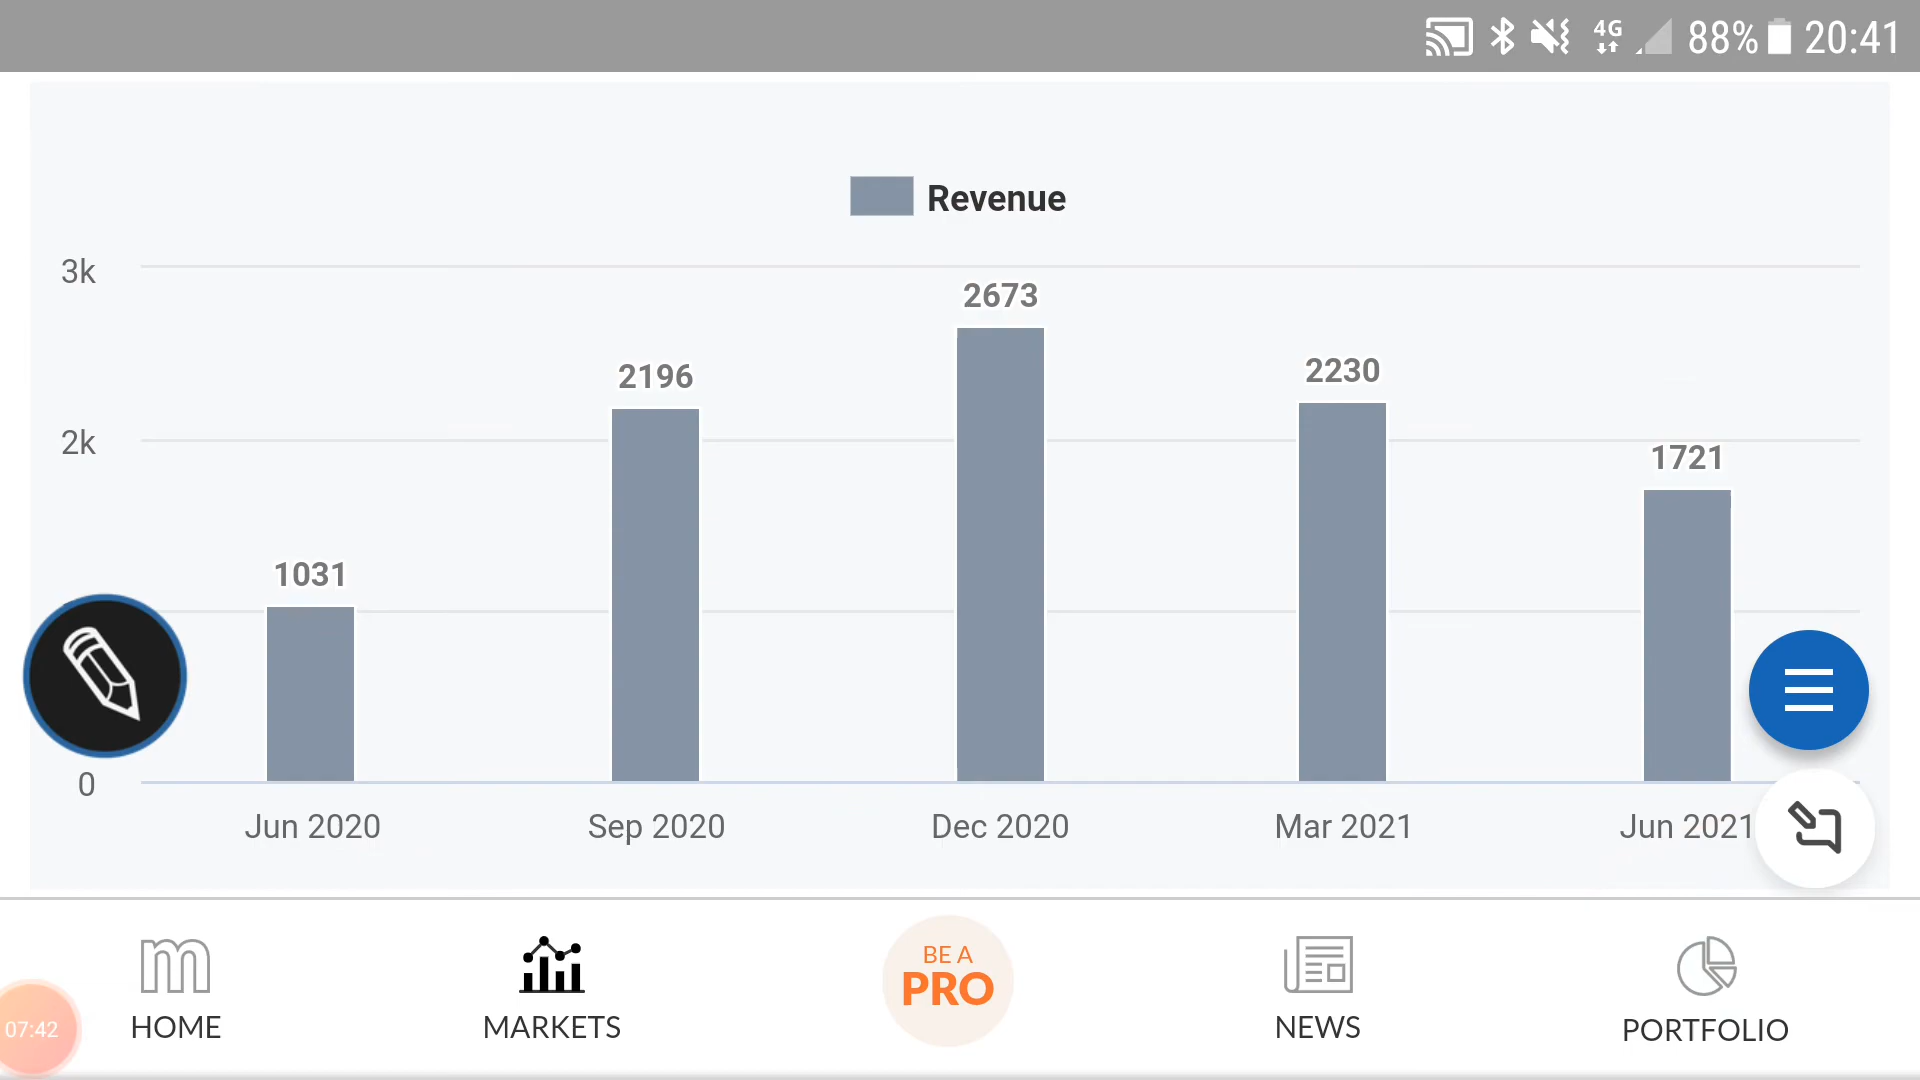 4G 88% 20:41
Revenue
3k
2673
2230
2196
2k
1721
1031
0
Jun 2020 Sep 2020 Dec 2020 Mar 2021 Jun 2021
BE A
PRO
m
HOME MARKETS NEWS PORTFOLIO
07:42